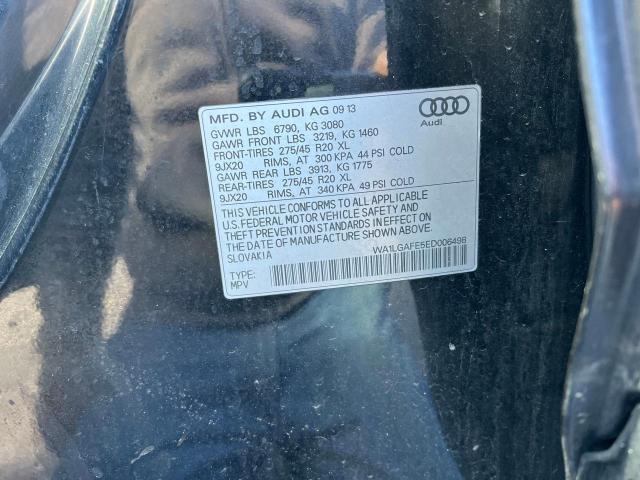 MFD. BY AUDI AG 09 13
Audi
GVWR LBS 6790, KG 3080
GAWR FRONT LBS 3219, KG 1460
FRONT-TIRES 275/45 R20 XL
9JX20 RIMS, AT 300 KPA 44 PSI COLD
GAWR REAR LBS 3913, KG 1775
REAR-TIRES 275/45 R20 XL
9JX20 RIMS, AT 340 KPA 49 PSI COLD
THIS VEHICLE CONFORMS TO ALL APPLICABLE
U.S. FEDERAL MOTOR VEHICLE SAFETY AND
THEFT PREVENTION STANDARDS IN EFFECT ON
THE DATE OF MANUFACTURE SHOWN ABOVE.
SLOVAKIA
WA1LGAFE5ED006498
TYPE:
MPV